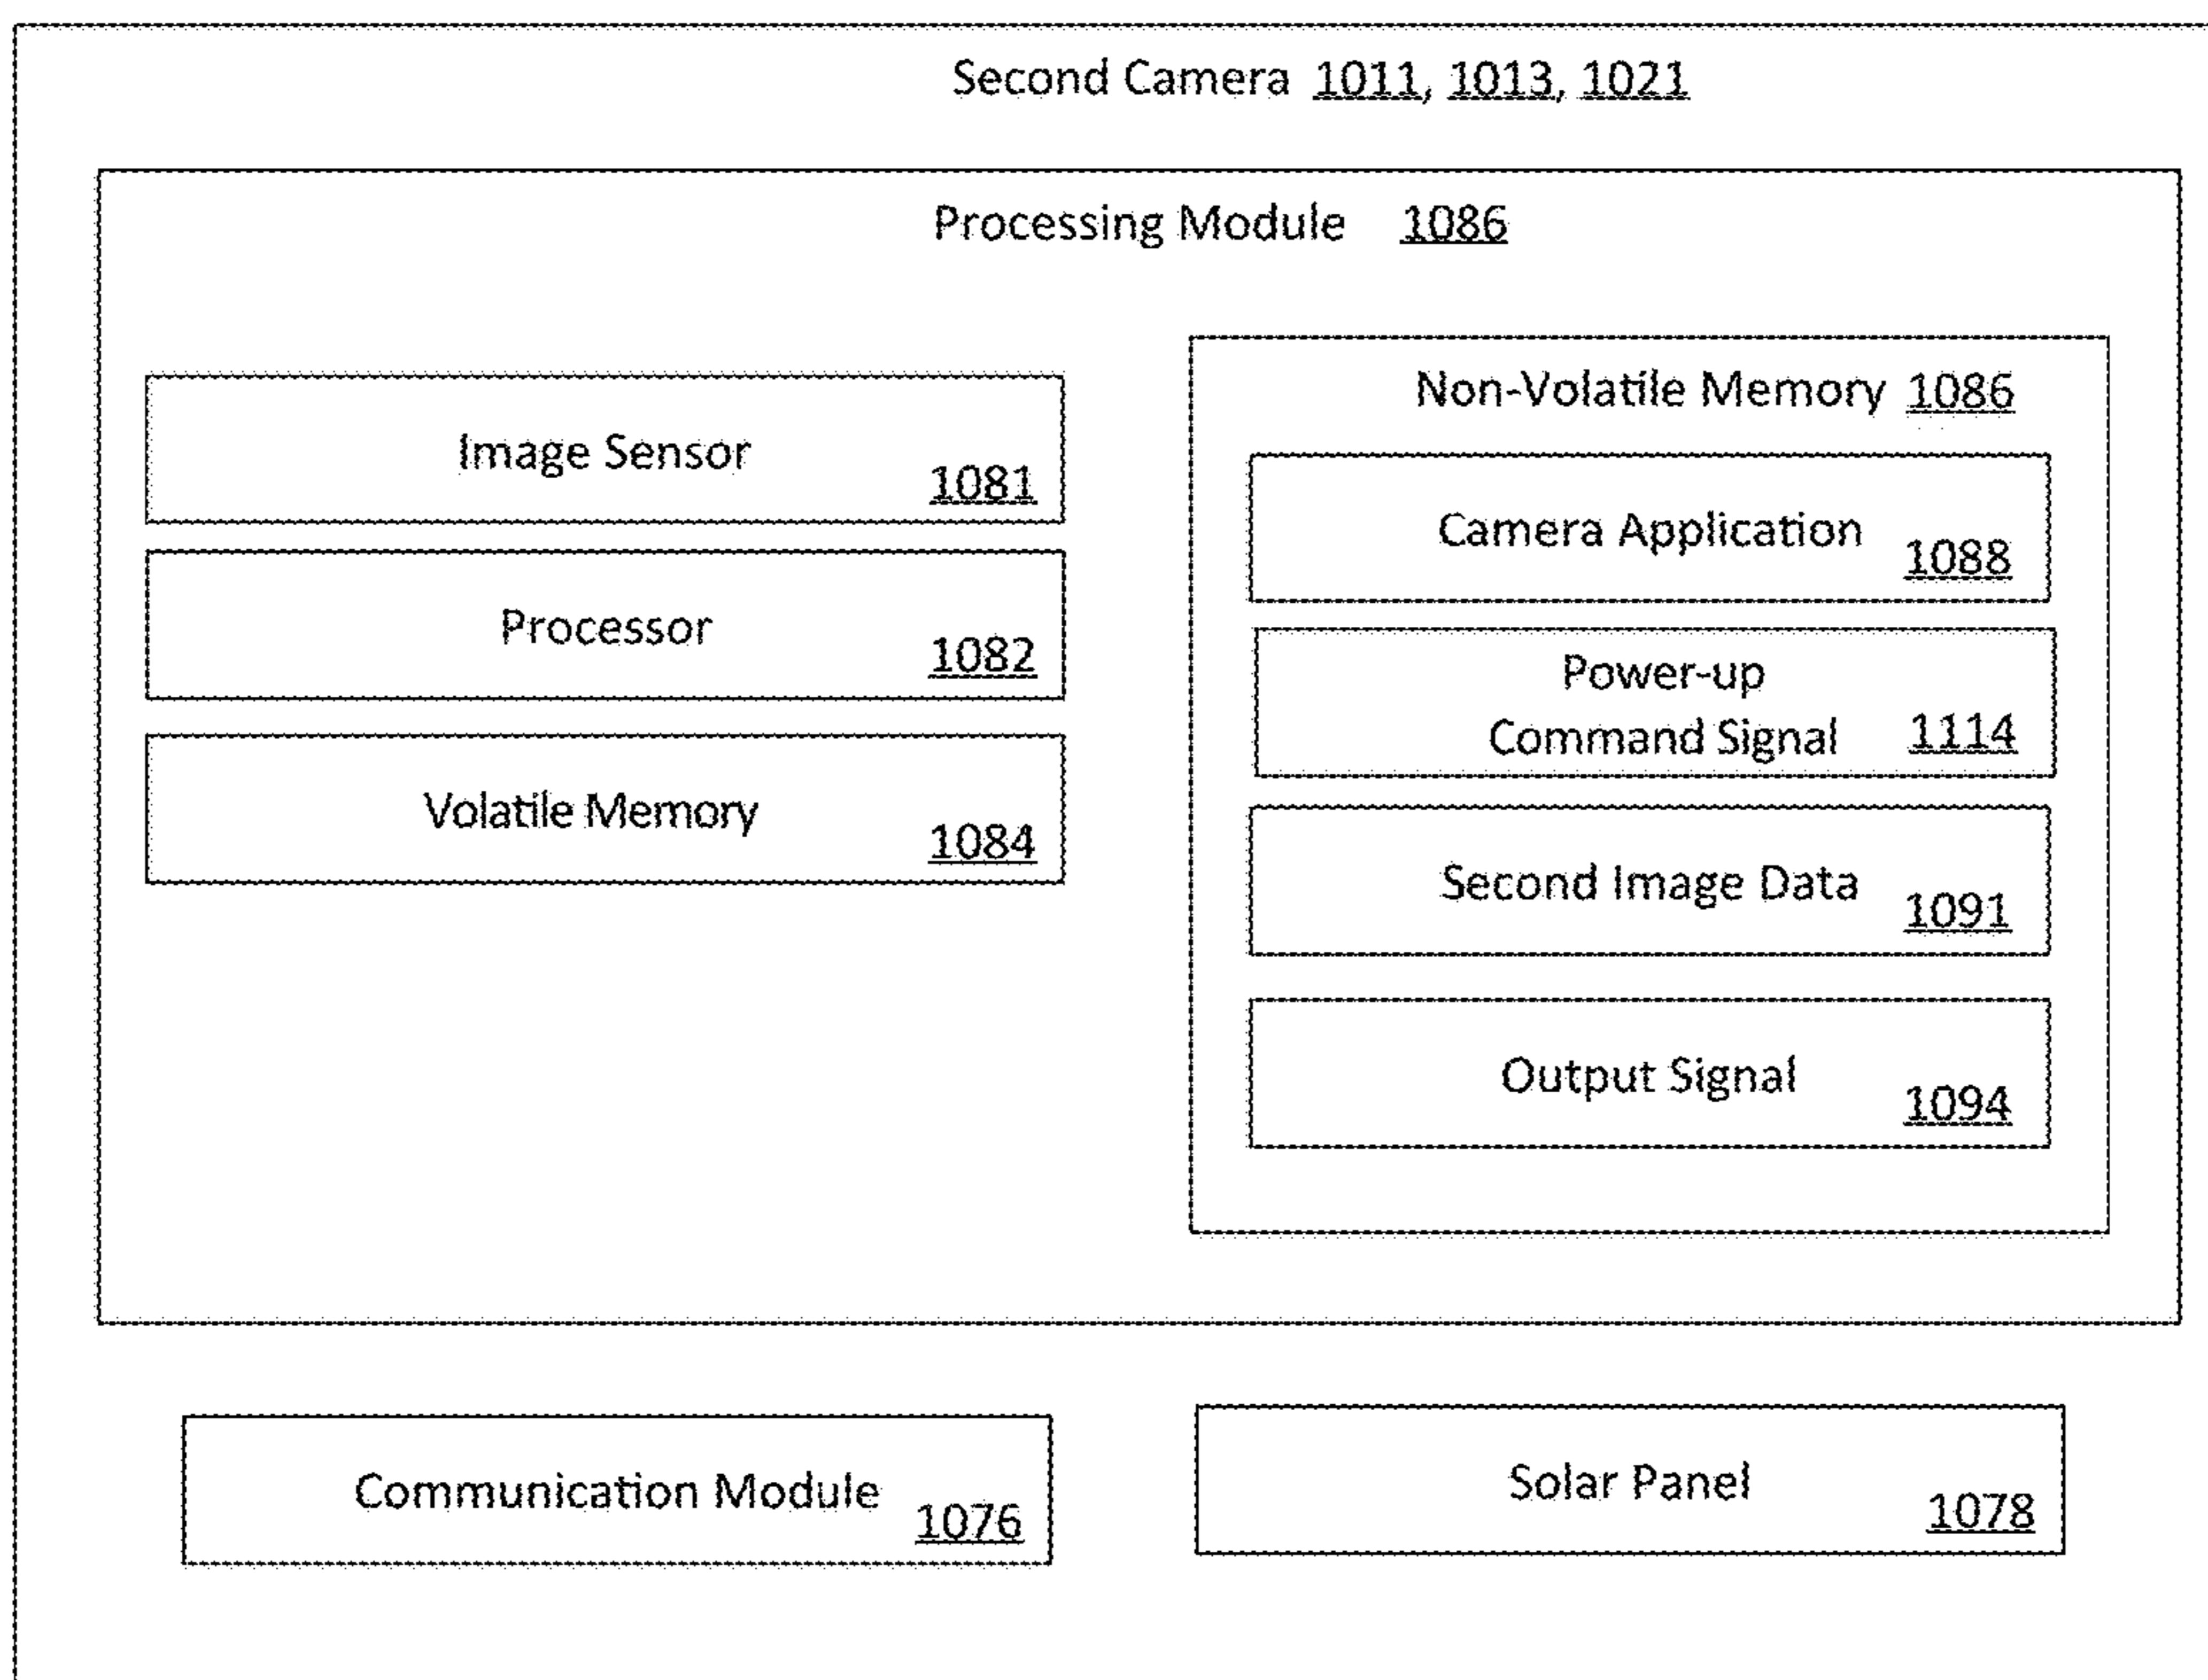 Second Camera 1011, 1013, 1021
Processing Module 1086
Image Sensor 1081
Processor 1082
Volatile Memory 1084
Non-Volatile Memory 1086
Camera Application 1088
Power-up
Command Signal 1114
Second Image Data 1091
Output Signal 1094
Communication Module 1076
Solar Panel 1078